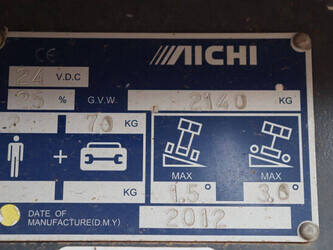 CE AICHI
24 V.D.C
25 % G.V.W. 2140 KG
70 KG
+
KG MAX MAX
1.5° 3.0°
DATE OF
MANUFACTURE(D.M.Y) 2012